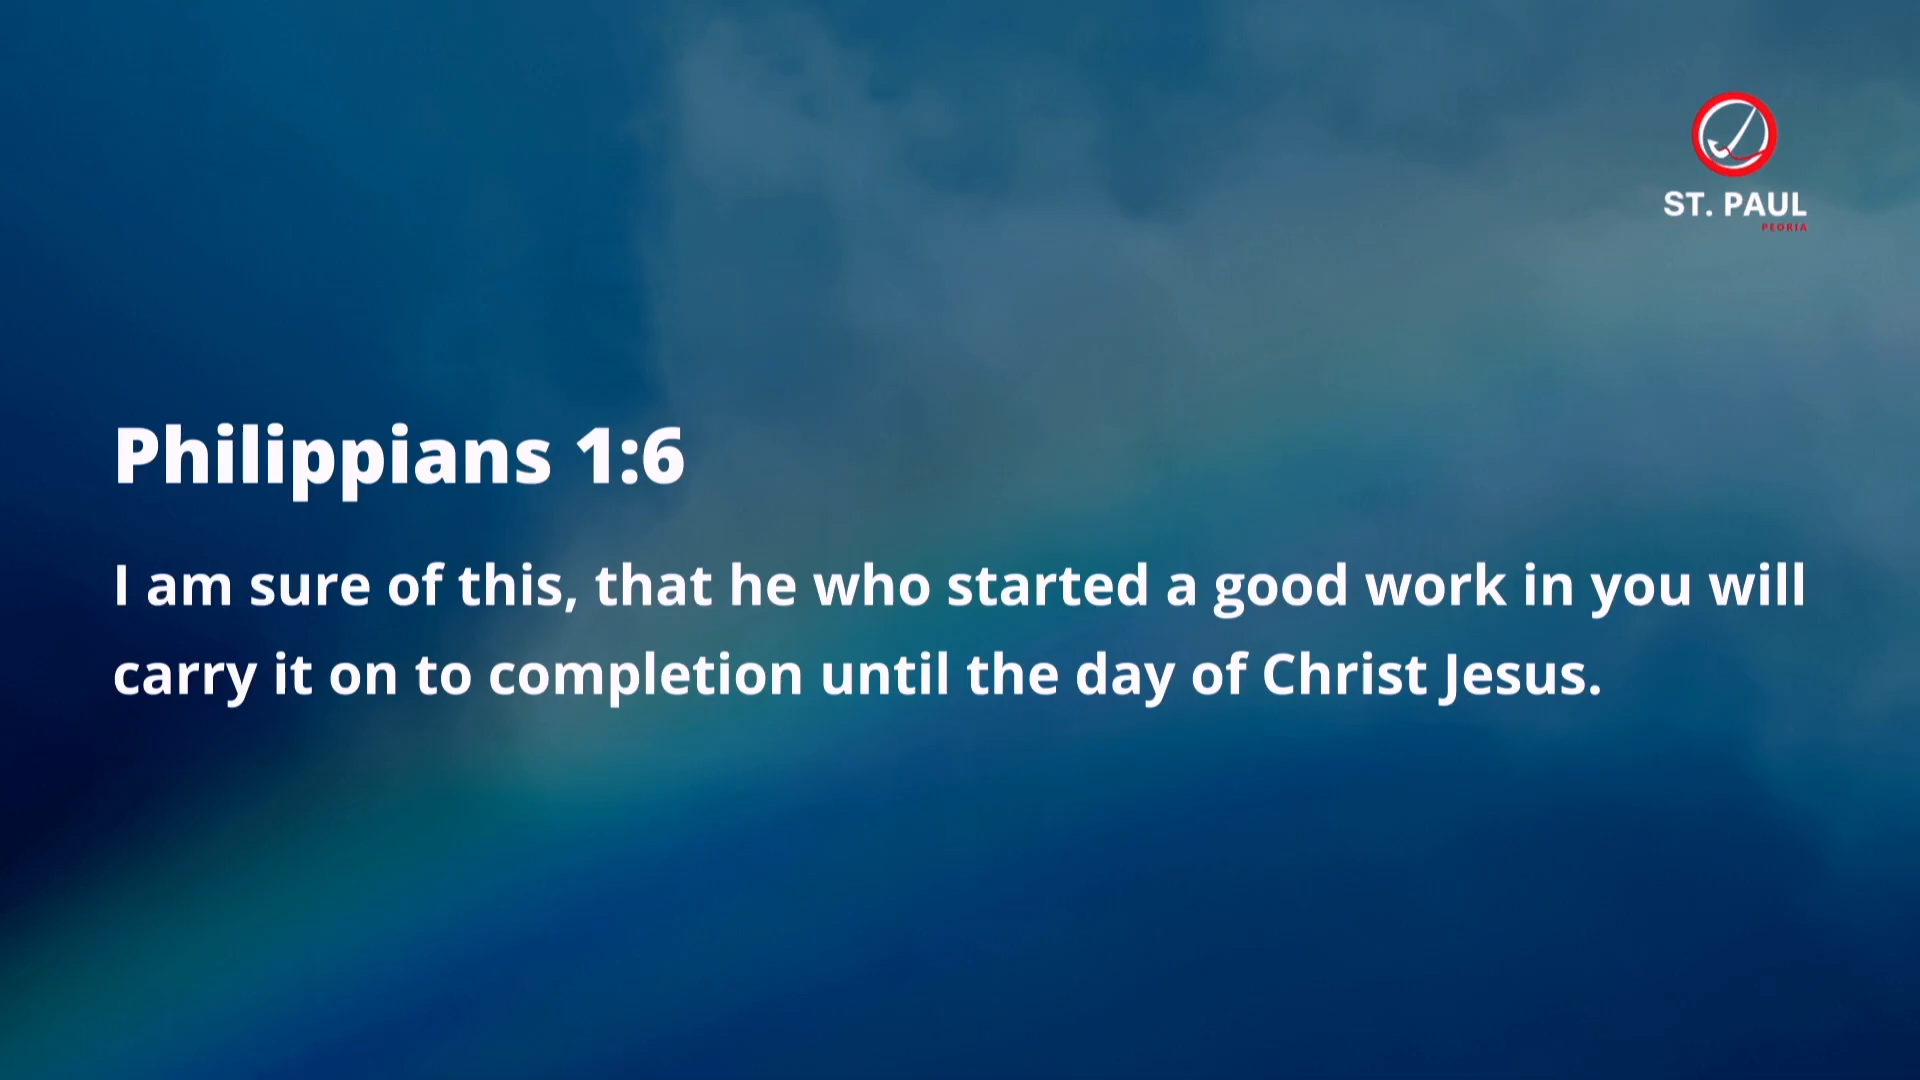 ST. PAUL
PEORIA
Philippians 1:6
I am sure of this, that he who started a good work in you will
carry it on to completion until the day of Christ Jesus.